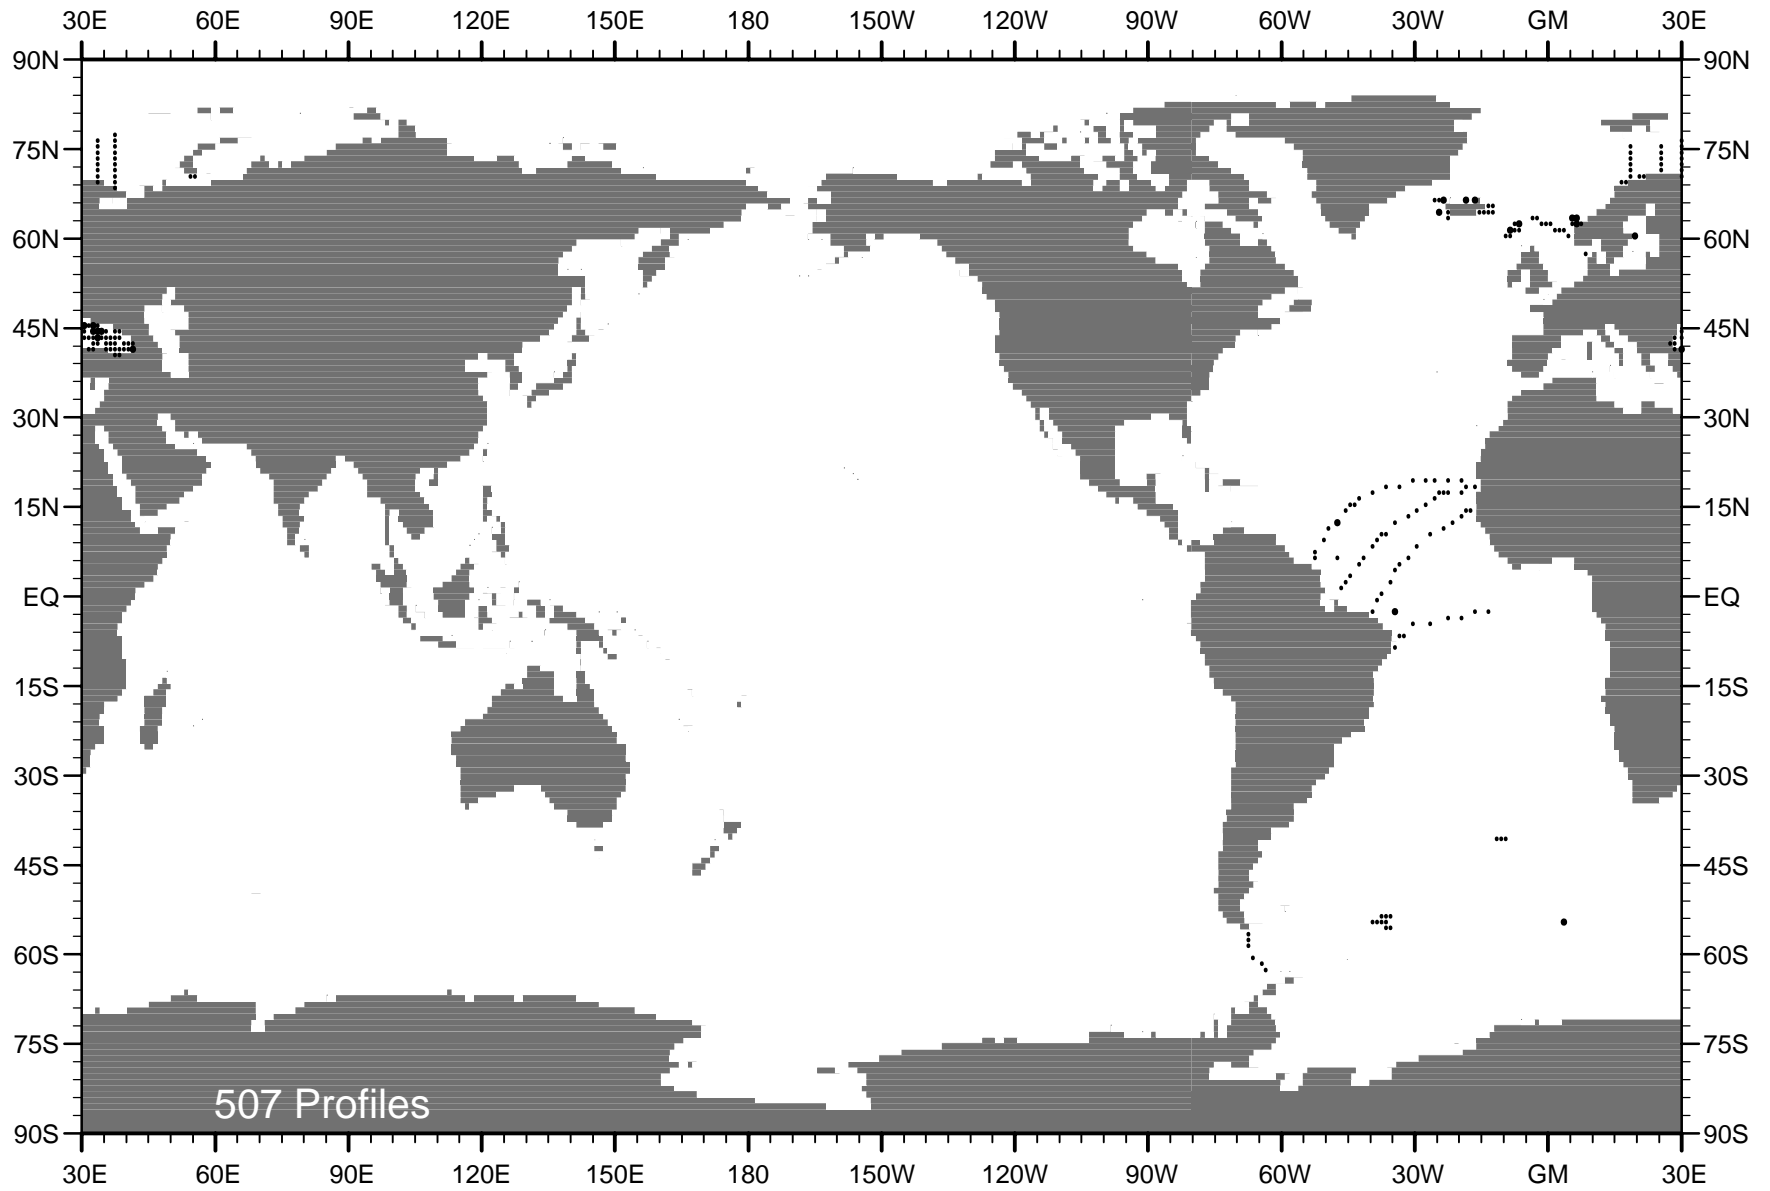 30E 60E 90E 120E 150E 180 150W 120W 90W 60W 30W GM 30E
90N 90N
75N 75N
60N 60N
45N 45N
30N 30N
15N 15N
EQ EQ
15S 15S
30S 30S
45S 45S
60S 60S
75S 75S
507 Profiles
90S 90S
30E 60E 90E 120E 150E 180 150W 120W 90W 60W 30W GM 30E